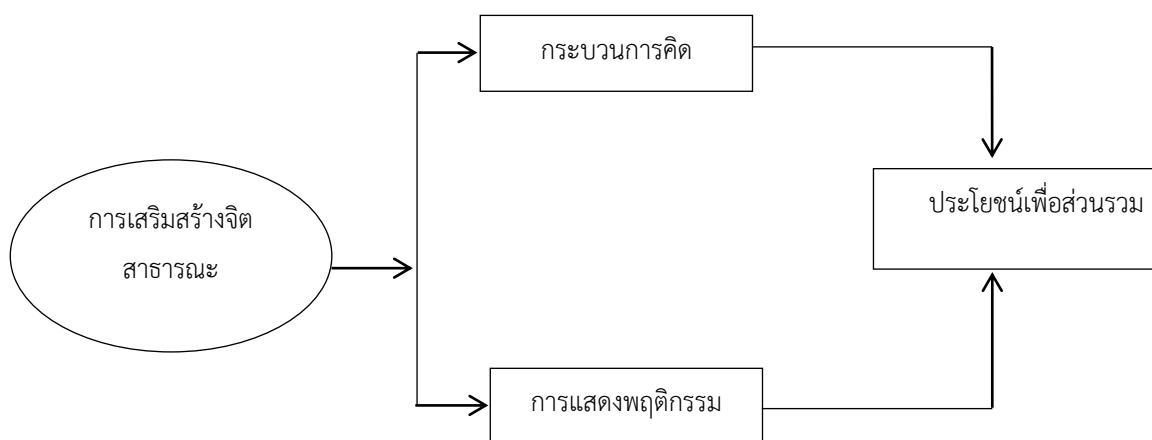 กระบวนการคิด
การเสริมสร้างจิต
สาธารณะ
ประโยชน์เพื่อส่วนรวม
การแสดงพฤติกรรม